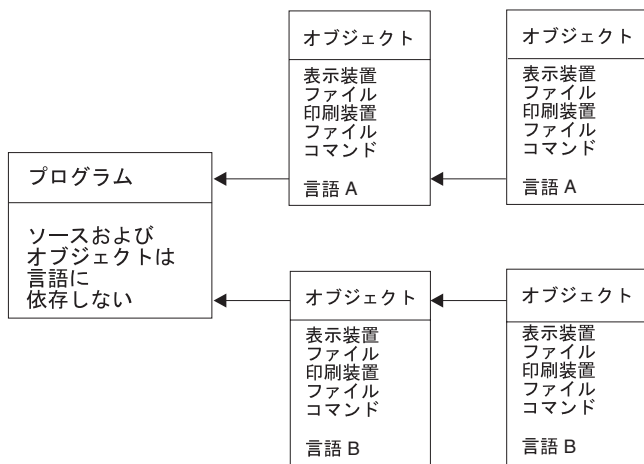 オブジェクト
表示装置
ファイル
印刷装置
ファイル
コマンド
言語 A
オブジェクト
表示装置
ファイル
印刷装置
ファイル
コマンド
言語 A
プログラム
ソースおよび
オブジェクトは
言語に
依存しない
オブジェクト
表示装置
ファイル
印刷装置
ファイル
コマンド
言語 B
オブジェクト
表示装置
ファイル
印刷装置
ファイル
コマンド
言語 B